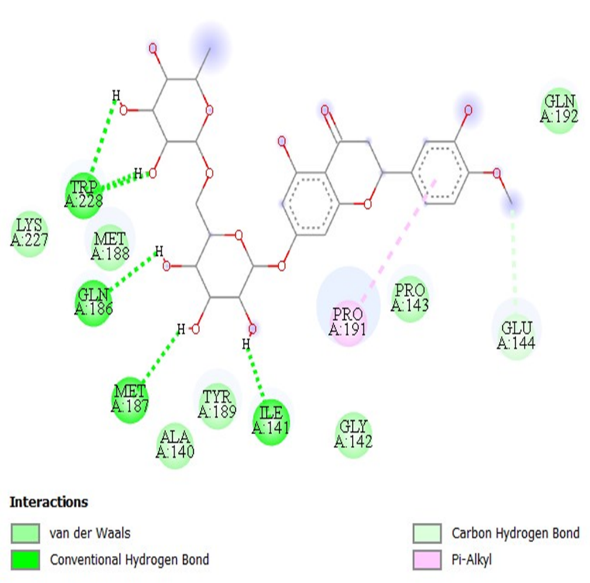 O
H
O
O
O
GLN
A:192
H
O
O
O
O
O
TRP
A:228
O
O
LYS
A:227
MET
A:188
H
O
O
O
O
GLN
A:186
PRO
A:143
PRO
A:191
GLU
A:144
H
O
O
H
MET
A:187
TYR
A:189
ILE
A:141
GLY
A:142
ALA
A:140
Interactions
van der Waals
Conventional Hydrogen Bond
Carbon Hydrogen Bond
Pi-Alkyl